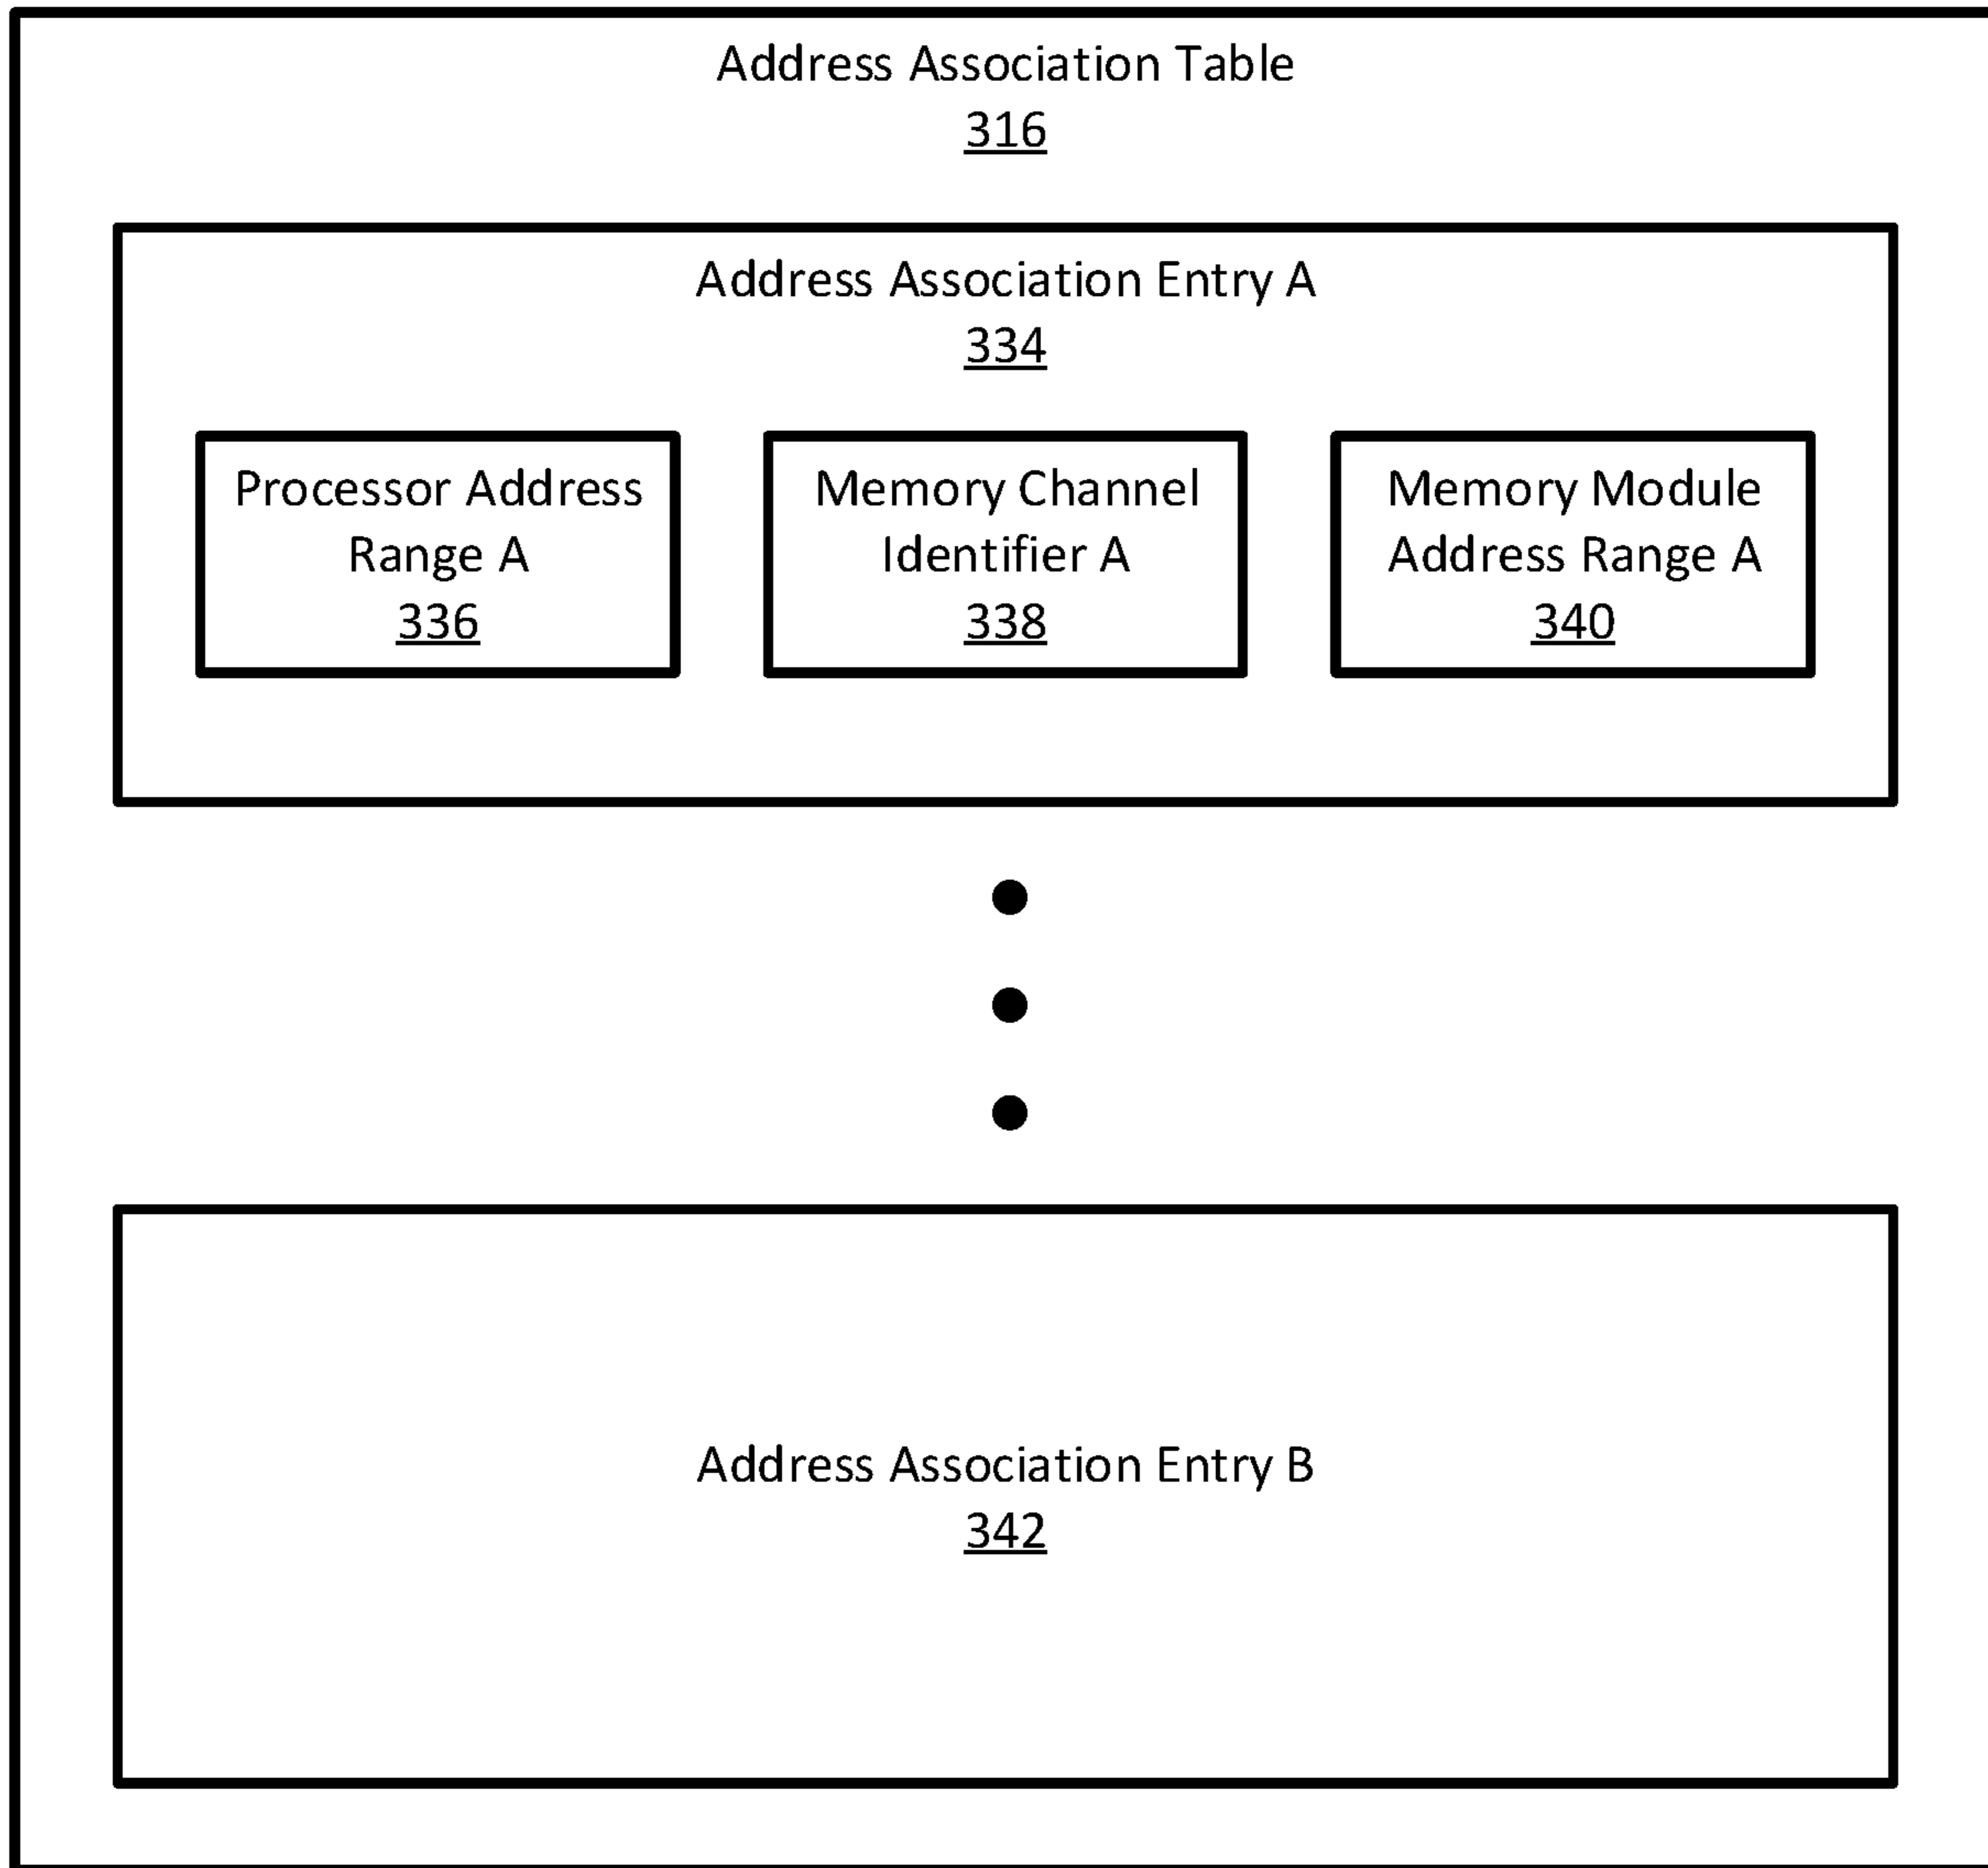 Address Association Table
316
Address Association Entry A
334
Processor Address
Range A
336
Memory Channel
Identifier A
338
Memory Module
Address Range A
340
Address Association Entry B
342